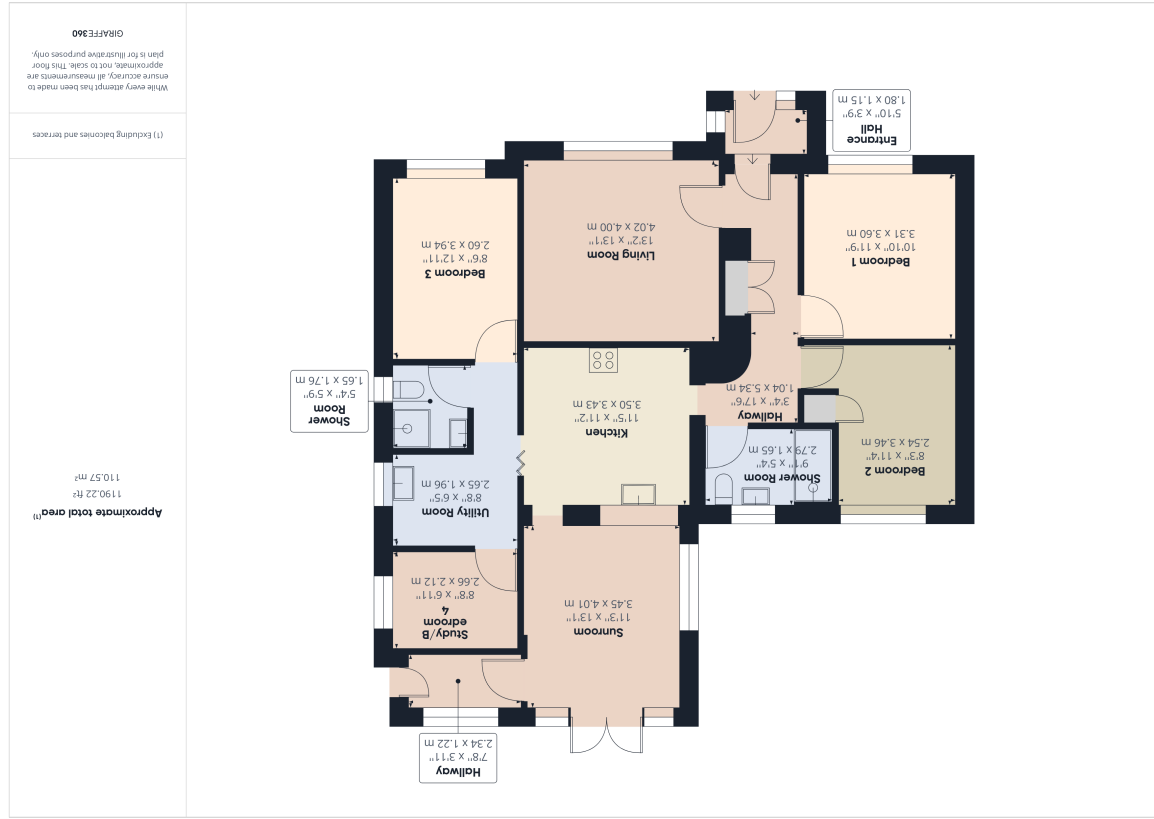 Hallway
7'8" x 3'11"
2.34 x 1.22 m
Sunroom
11'3" x 13'1"
3.45 x 4.01 m
Study/B
edroom
4
8'8" x 6'11"
2.66 x 2.12 m
Bedroom 2
8'3" x 11'4"
2.54 x 3.46 m
Shower Room
9'1" x 5'4"
2.79 x 1.65 m
Utility Room
8'8" x 6'5"
2.65 x 1.96 m
Kitchen
11'5" x 11'2"
3.50 x 3.43 m
Hallway
3'4" x 17'6"
1.04 x 5.34 m
Shower
Room
5'4" x 5'9"
1.65 x 1.76 m
Bedroom 1
10'10" x 11'9"
3.31 x 3.60 m
Living Room
13'2" x 13'1"
4.02 x 4.00 m
Bedroom 3
8'6" x 12'11"
2.60 x 3.94 m
Entrance
Hall
5'10" x 3'9"
1.80 x 1.15 m
Approximate total area(1)
1190.22 ft²
110.57 m²
(1) Excluding balconies and terraces
While every attempt has been made to
ensure accuracy, all measurements are
approximate, not to scale. This floor
plan is for illustrative purposes only.
GIRAFFE360